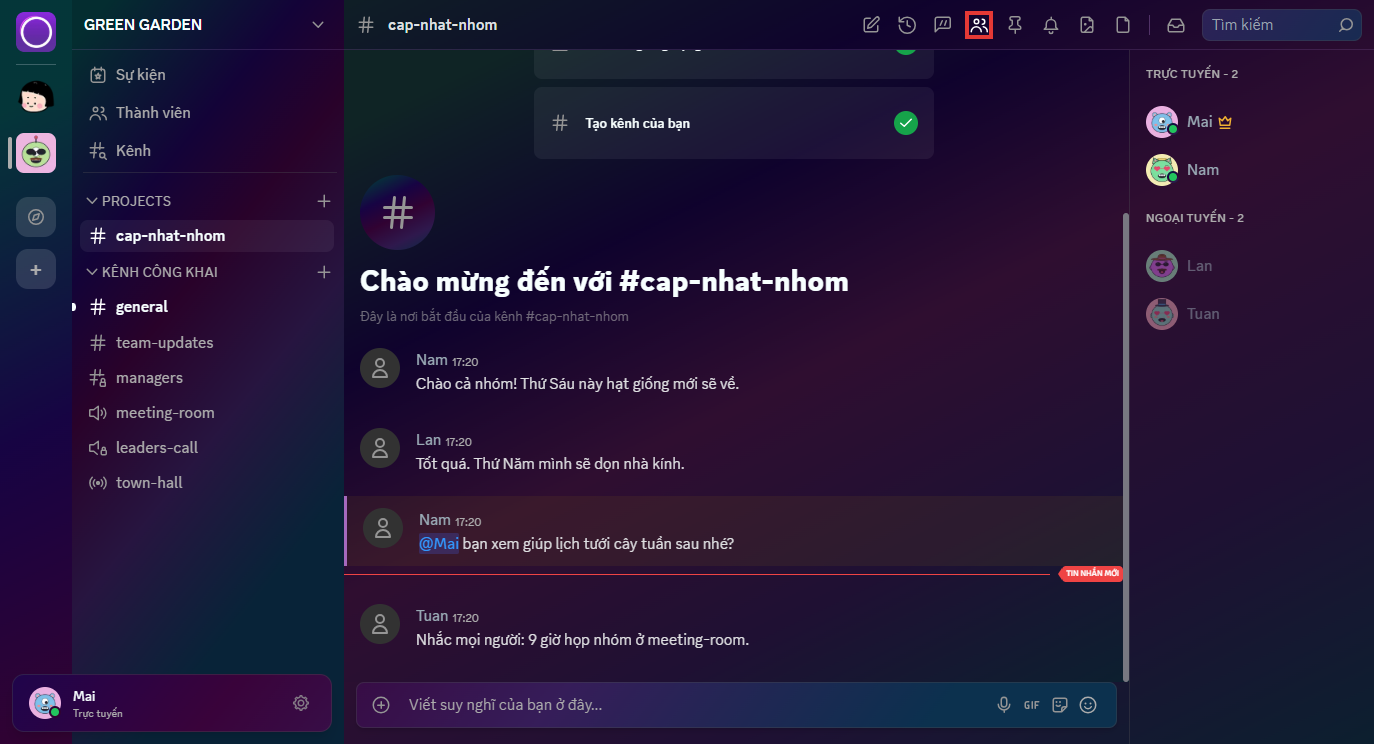 GREEN GARDEN
Sự kiện
Thành viên
Kênh
PROJECTS
cap-nhat-nhom
KÊNH CÔNG KHAI
general
team-updates
managers
meeting-room
leaders-call
town-hall
Mai
Trực tuyến
cap-nhat-nhom
Tìm kiếm
Tạo kênh của bạn
Chào mừng đến với #cap-nhat-nhom
Đây là nơi bắt đầu của kênh #cap-nhat-nhom
Nam 17:20
Chào cả nhóm! Thứ Sáu này hạt giống mới sẽ về.
Lan 17:20
Tốt quá. Thứ Năm mình sẽ dọn nhà kính.
Nam 17:20
@Mai bạn xem giúp lịch tưới cây tuần sau nhé?
TIN NHẮN MỚI
Tuan 17:20
Nhắc mọi người: 9 giờ họp nhóm ở meeting-room.
Viết suy nghĩ của bạn ở đây...
GIF
TRỰC TUYẾN - 2
Mai
Nam
NGOẠI TUYẾN - 2
Lan
Tuan